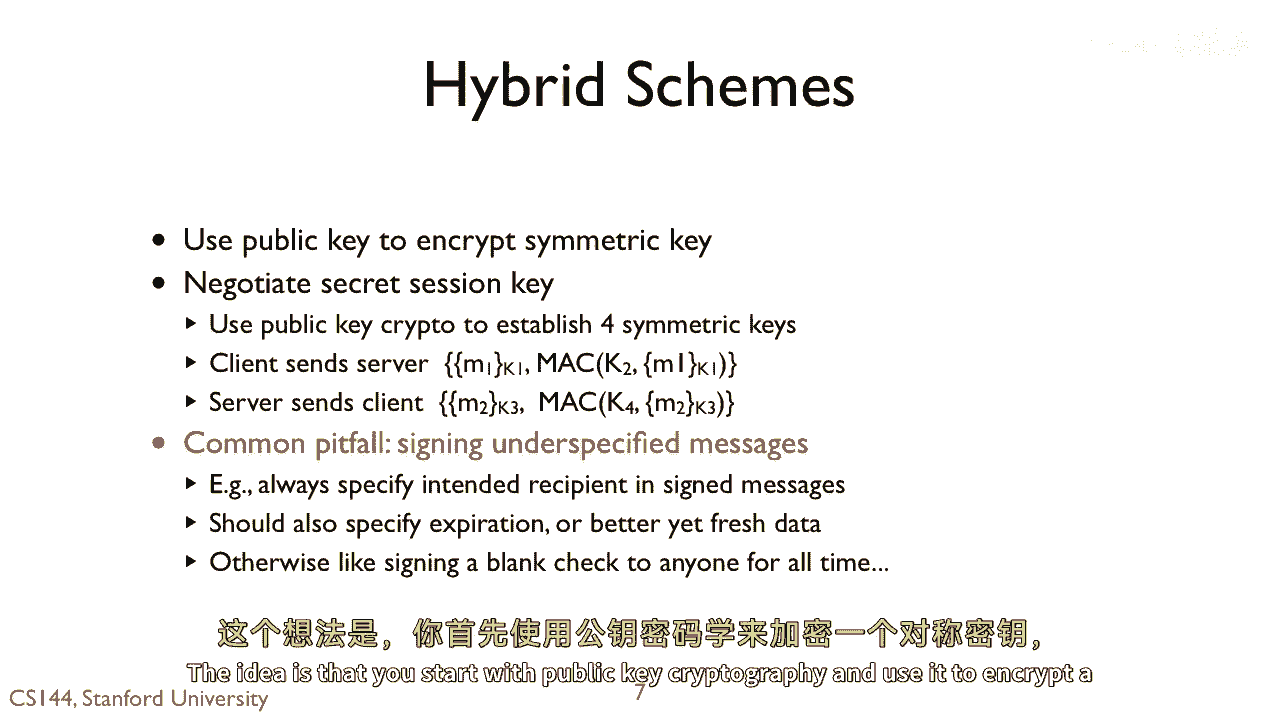 Hybrid Schemes
• Use public key to encrypt symmetric key
• Negotiate secret session key
‣ Use public key crypto to establish 4 symmetric keys
‣ Client sends server {{m₁}K1, MAC(K₂, {m1}K1)}
‣ Server sends client {{m₂}K3, MAC(K₄, {m₂}K3)}
• Common pitfall: signing underspecified messages
‣ E.g., always specify intended recipient in signed messages
‣ Should also specify expiration, or better yet fresh data
‣ Otherwise like signing a blank check to anyone for all time...
这个想法是，你首先使用公钥密码学来加密一个对称密钥，
The idea is that you start with public key cryptography and use it to encrypt a
CS144, Stanford University
7